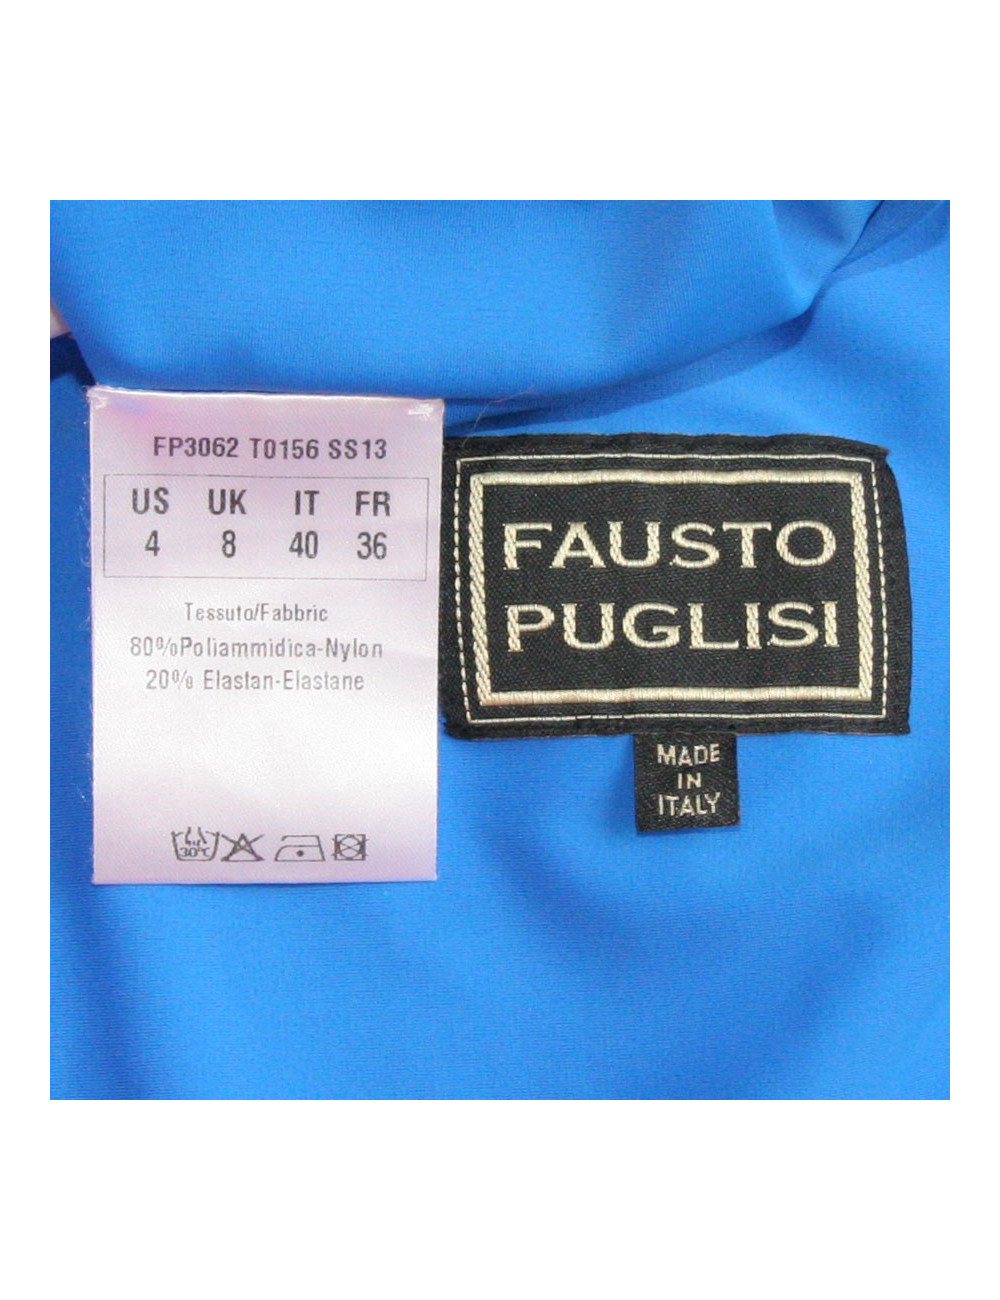 FP3062 T0156 SS13
US UK IT FR
4 8 40 36
Tessuto/Fabbric
80%Poliammidica-Nylon
20% Elastan-Elastane
30°C
FAUSTO
PUGLISI
MADE
IN
ITALY